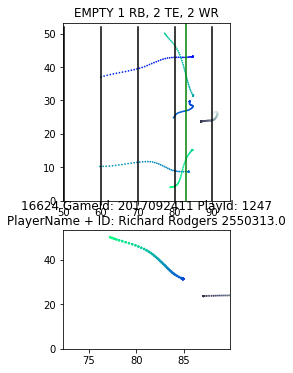 EMPTY 1 RB, 2 TE, 2 WR
50
40
30
20
10
0
50 60 70 80 90
16624 GameId: 2017092411 PlayId: 1247
PlayerName + ID: Richard Rodgers 2550313.0
40
20
0
75 80 85